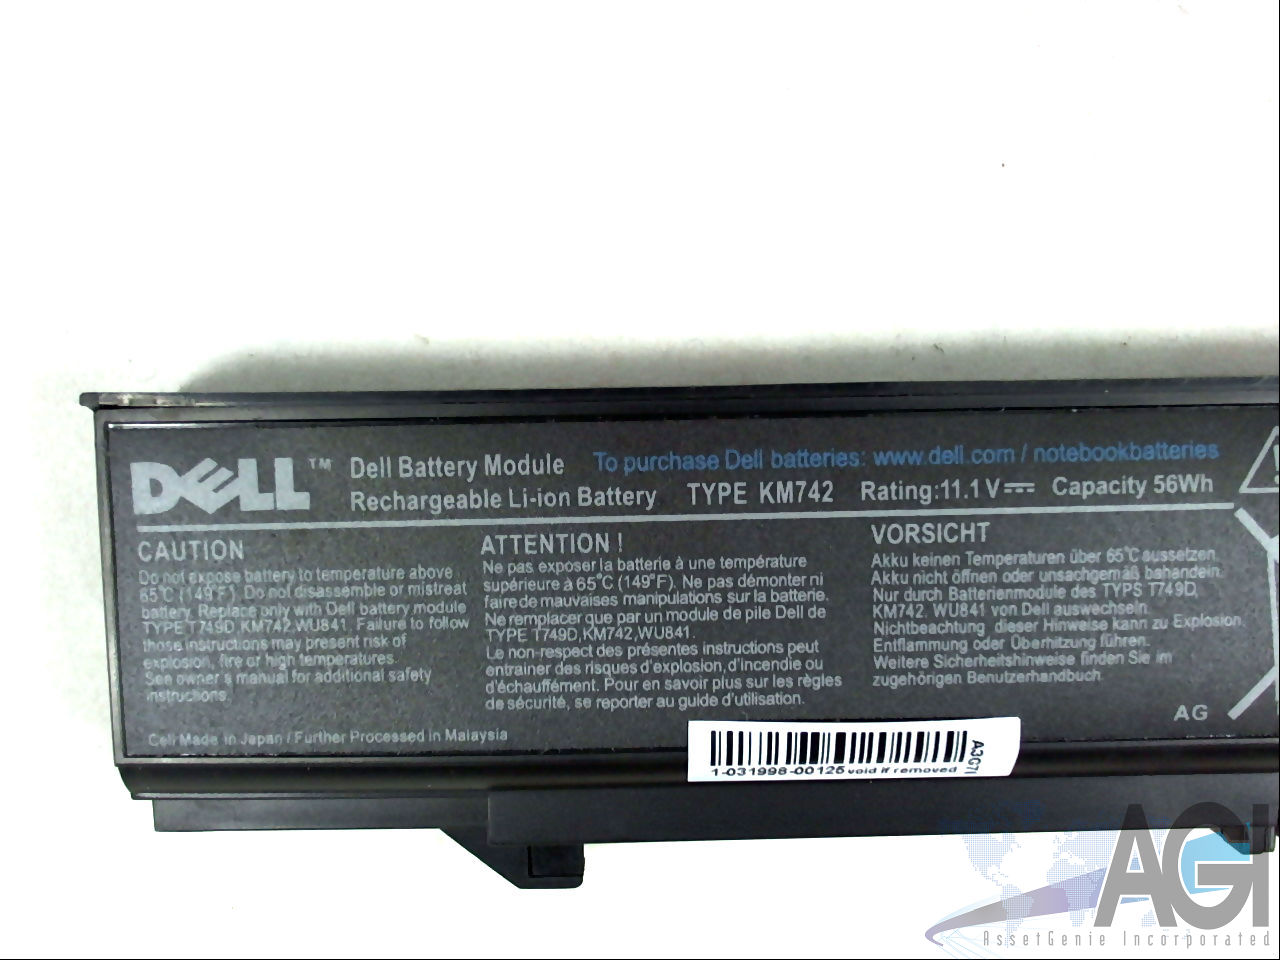 DELL™ Dell Battery Module To purchase Dell batteries: www.dell.com / notebookbatteries
Rechargeable Li-ion Battery TYPE KM742 Rating:11.1V⎓ Capacity 56Wh
CAUTION
Do not expose battery to temperature above
65°C (149°F). Do not disassemble or mistreat
battery. Replace only with Dell battery module
TYPE T749D,KM742,WU841. Failure to follow
those instructions may present risk of
explosion, fire or high temperatures.
See owner's manual for additional safety
instructions.
Cell Made in Japan / Further Processed in Malaysia
ATTENTION !
Ne pas exposer la batterie à une température
supérieure à 65°C (149°F). Ne pas démonter ni
faire de mauvaises manipulations sur la batterie.
Ne remplacer que par un module de pile Dell de
TYPE T749D,KM742,WU841.
Le non-respect des présentes instructions peut
entrainer des risques d'explosion,d'incendie ou
d'échauffément. Pour en savoir plus sur les règles
de sécurité, se reporter au guide d'utilisation.
VORSICHT
Akku keinen Temperaturen über 65°C aussetzen.
Akku nicht öffnen oder unsachgemäß behandeln.
Nur durch Batterienmodule des TYPS T749D,
KM742, WU841 von Dell auswechseln.
Nichtbeachtung dieser Hinweise kann zu Explosion,
Entflammung oder Überhitzung führen.
Weitere Sicherheitshinweise finden Sie im
zugehörigen Benutzerhandbuch.
AG
1-031998-00125 void if removed
A3G7I
AGI
AssetGenie Incorporated